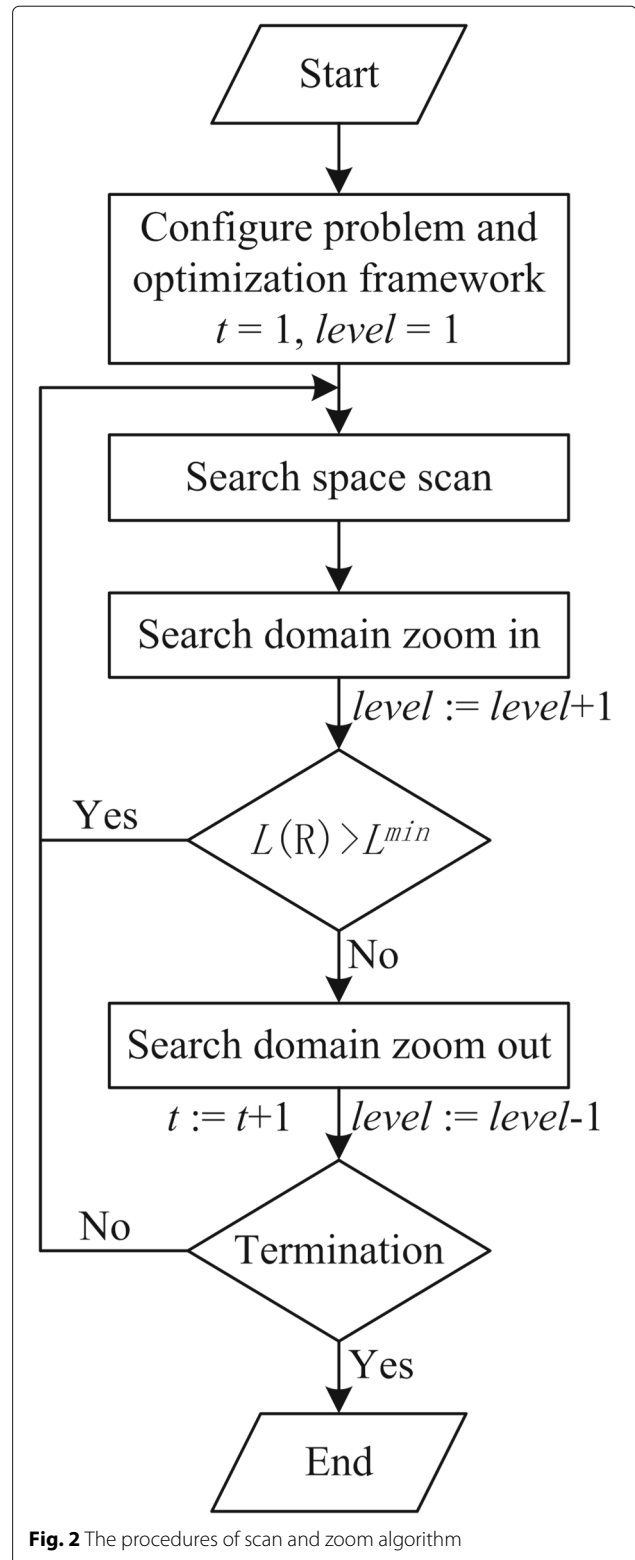 Start
Configure problem and
optimization framework
t = 1, level = 1
Search space scan
Search domain zoom in
level := level+1
Yes
L(R)>L^min
No
Search domain zoom out
t := t+1 level := level-1
No
Termination
Yes
End
Fig. 2 The procedures of scan and zoom algorithm